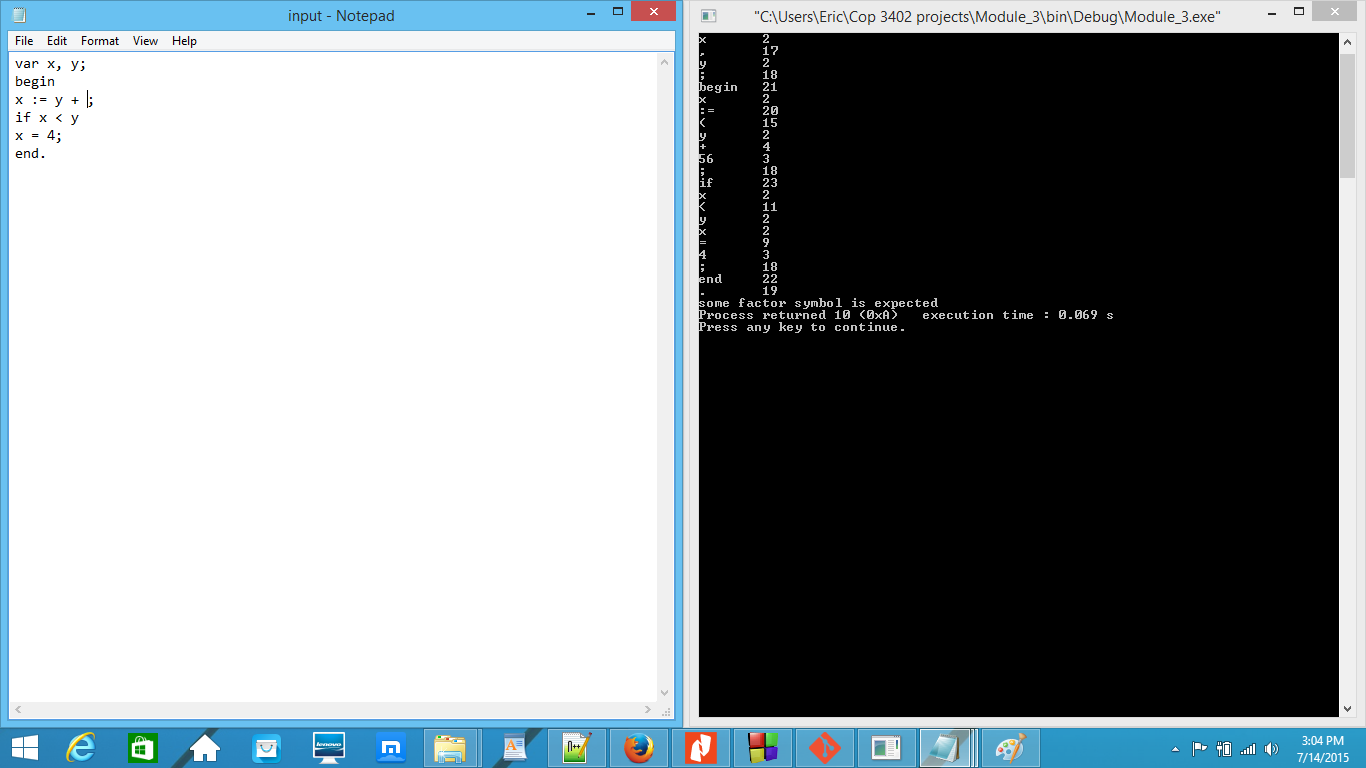 input - Notepad
File Edit Format View Help
var x, y;
begin
x := y + ;
if x < y
x = 4;
end.
"C:\Users\Eric\Cop 3402 projects\Module_3\bin\Debug\Module_3.exe"
x 2
, 17
y 2
; 18
begin 21
x 2
:= 20
< 15
y 2
+ 4
56 3
; 18
if 23
x 2
< 11
y 2
x 2
= 9
4 3
; 18
end 22
. 19
some factor symbol is expected
Process returned 10 (0xA) execution time : 0.069 s
Press any key to continue.
lenovo
m
A
n++
3:04 PM
7/14/2015